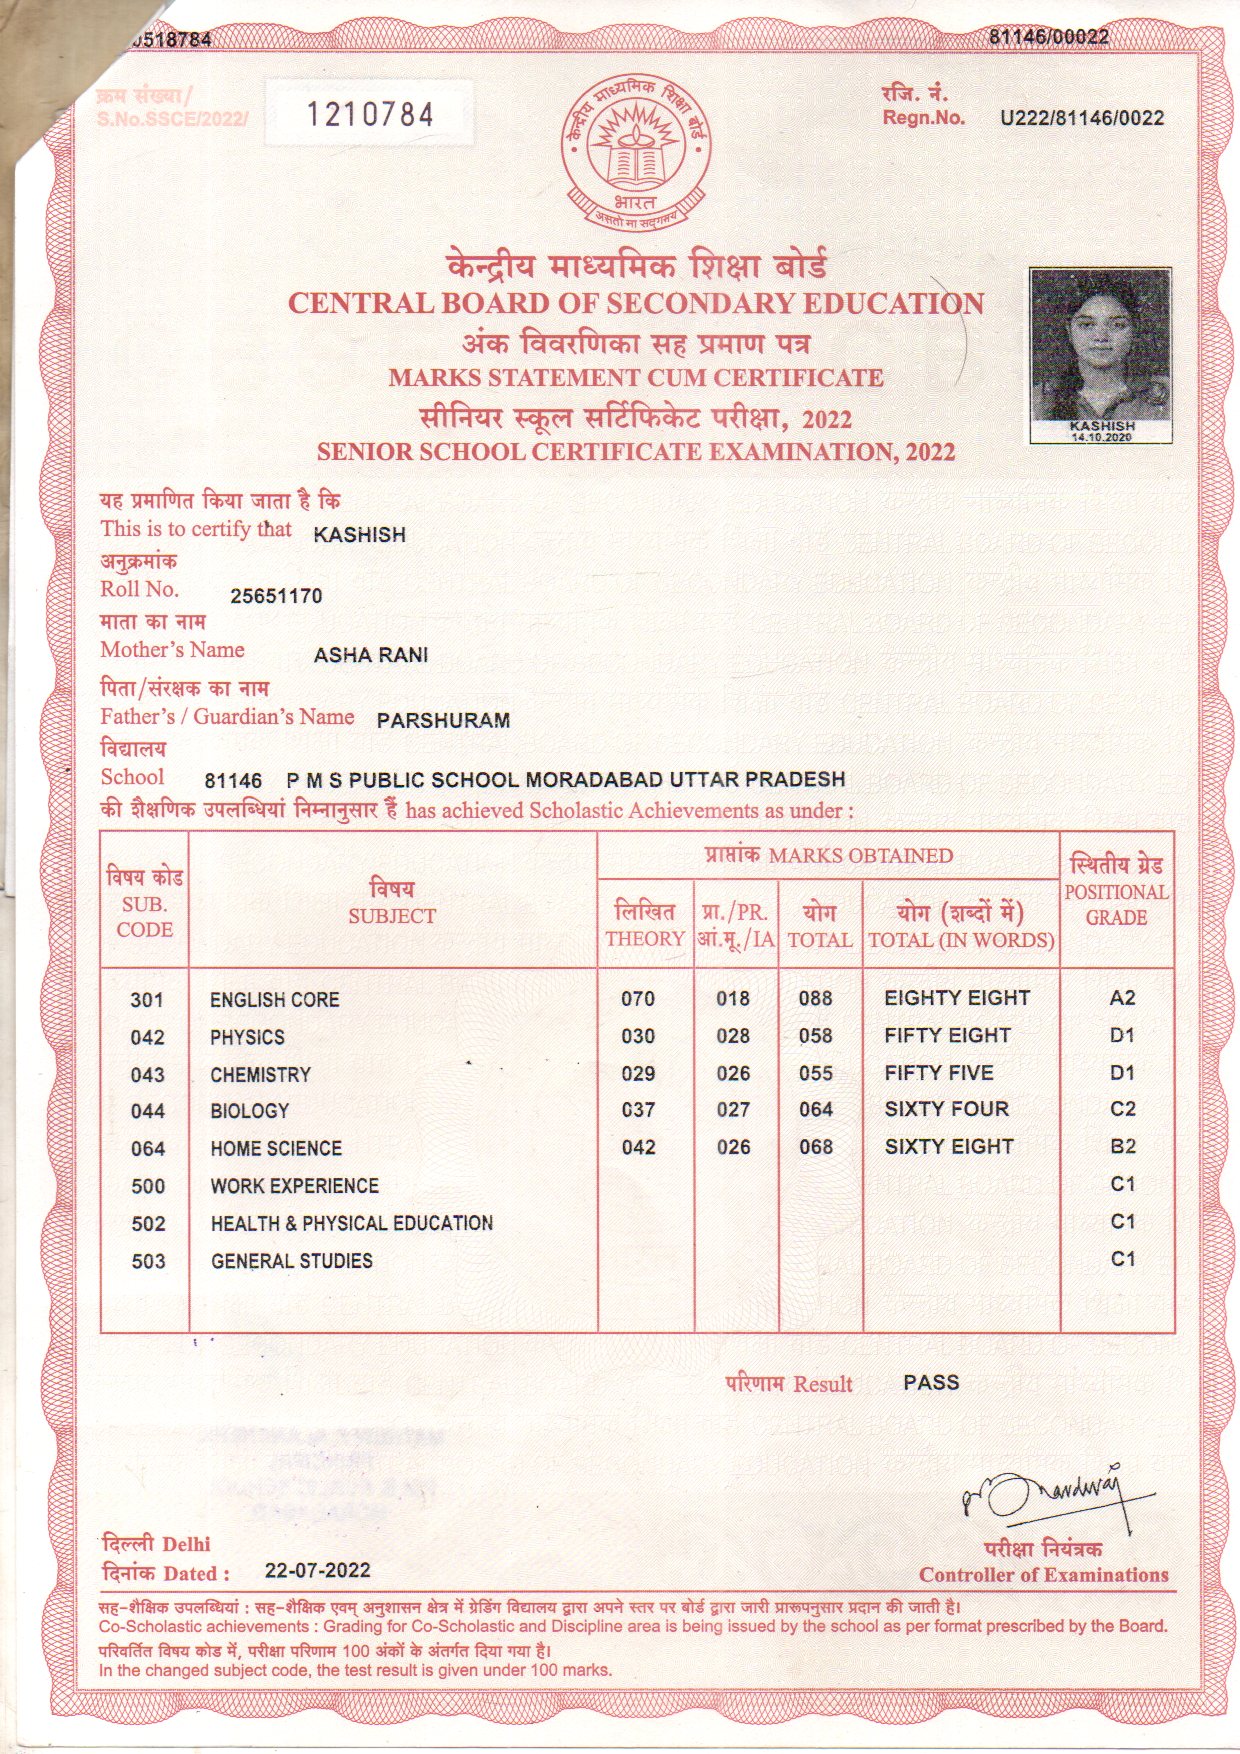 518784
81146/00022
क्रम संख्या/
S.No.SSCE/2022/
1210784
रजि. नं.
Regn.No. U222/81146/0022
केन्द्रीय माध्यमिक शिक्षा बोर्ड
भारत
असतो मा सद्गमय
केन्द्रीय माध्यमिक शिक्षा बोर्ड
CENTRAL BOARD OF SECONDARY EDUCATION
अंक विवरणिका सह प्रमाण पत्र
MARKS STATEMENT CUM CERTIFICATE
सीनियर स्कूल सर्टिफिकेट परीक्षा, 2022
SENIOR SCHOOL CERTIFICATE EXAMINATION, 2022
KASHISH
14.10.2020
यह प्रमाणित किया जाता है कि
This is to certify that KASHISH
अनुक्रमांक
Roll No. 25651170
माता का नाम
Mother's Name ASHA RANI
पिता/संरक्षक का नाम
Father's / Guardian's Name PARSHURAM
विद्यालय
School 81146 P M S PUBLIC SCHOOL MORADABAD UTTAR PRADESH
की शैक्षणिक उपलब्धियां निम्नानुसार हैं has achieved Scholastic Achievements as under :
विषय कोड
SUB.
CODE
विषय
SUBJECT
प्राप्तांक MARKS OBTAINED
लिखित
THEORY
प्रा./PR.
आं.मू./IA
योग
TOTAL
योग (शब्दों में)
TOTAL (IN WORDS)
स्थितीय ग्रेड
POSITIONAL
GRADE
301 ENGLISH CORE 070 018 088 EIGHTY EIGHT A2
042 PHYSICS 030 028 058 FIFTY EIGHT D1
043 CHEMISTRY 029 026 055 FIFTY FIVE D1
044 BIOLOGY 037 027 064 SIXTY FOUR C2
064 HOME SCIENCE 042 026 068 SIXTY EIGHT B2
500 WORK EXPERIENCE C1
502 HEALTH & PHYSICAL EDUCATION C1
503 GENERAL STUDIES C1
परिणाम Result PASS
दिल्ली Delhi
दिनांक Dated : 22-07-2022
परीक्षा नियंत्रक
Controller of Examinations
सह-शैक्षिक उपलब्धियां : सह-शैक्षिक एवम् अनुशासन क्षेत्र में ग्रेडिंग विद्यालय द्वारा अपने स्तर पर बोर्ड द्वारा जारी प्रारूपनुसार प्रदान की जाती है।
Co-Scholastic achievements : Grading for Co-Scholastic and Discipline area is being issued by the school as per format prescribed by the Board.
परिवर्तित विषय कोड में, परीक्षा परिणाम 100 अंकों के अंतर्गत दिया गया है।
In the changed subject code, the test result is given under 100 marks.